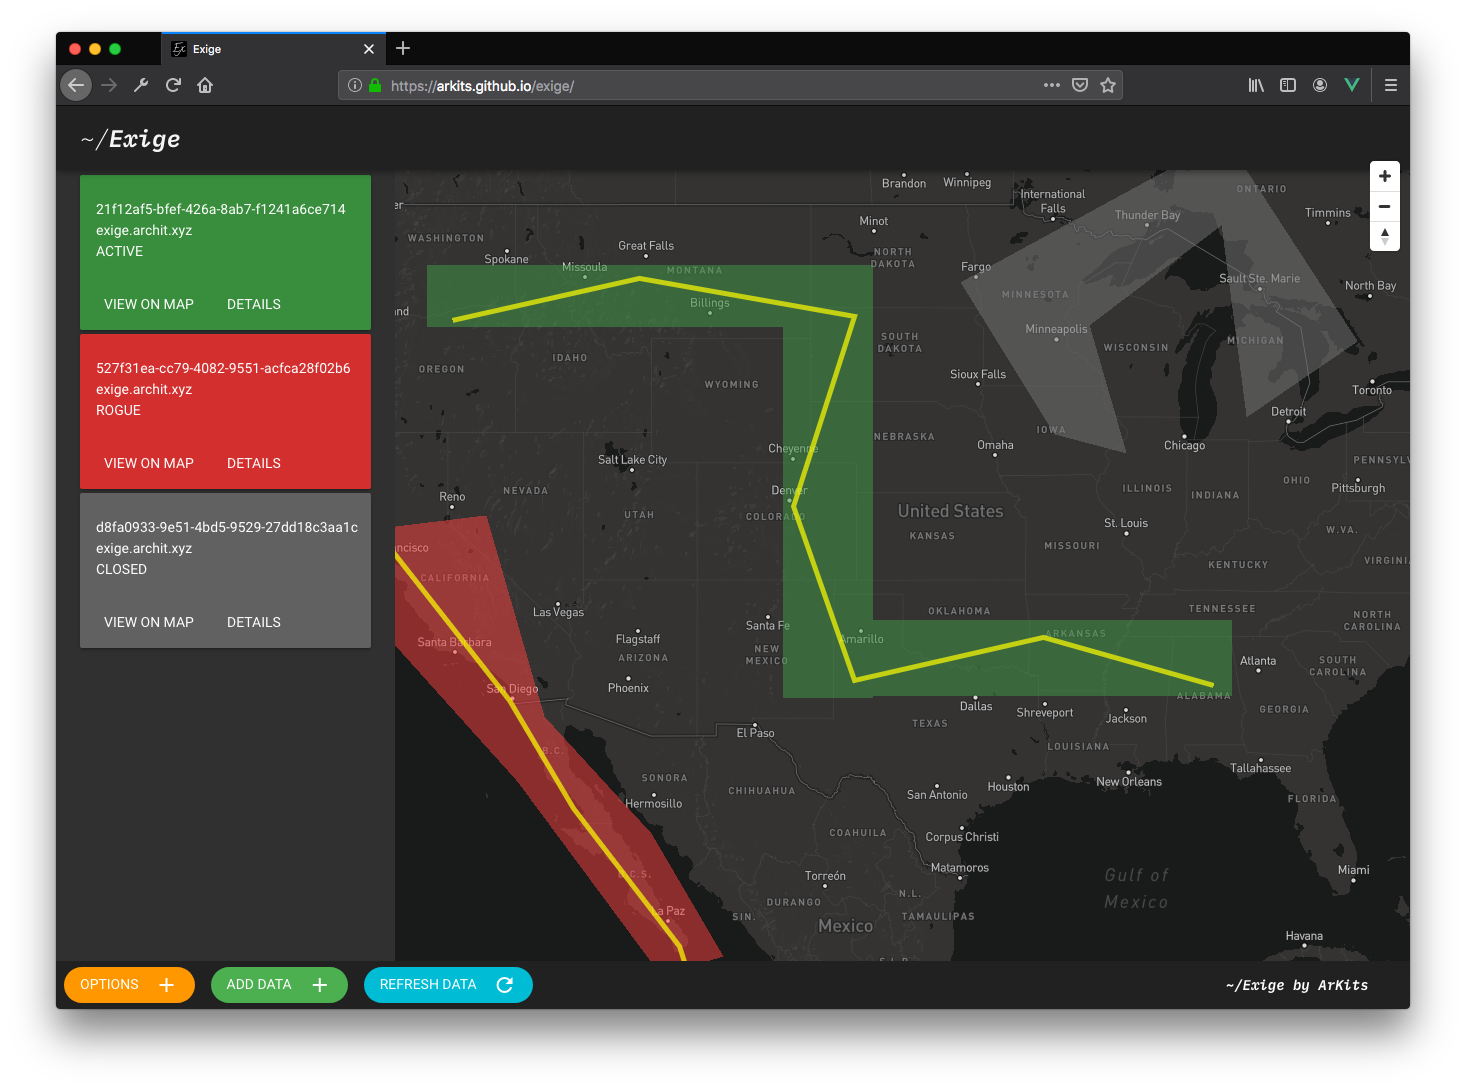 Exige
https://arkits.github.io/exige/
~/Exige
21f12af5-bfef-426a-8ab7-f1241a6ce714
exige.archit.xyz
ACTIVE
VIEW ON MAP DETAILS
527f31ea-cc79-4082-9551-acfca28f02b6
exige.archit.xyz
ROGUE
VIEW ON MAP DETAILS
d8fa0933-9e51-4bd5-9529-27dd18c3aa1c
exige.archit.xyz
CLOSED
VIEW ON MAP DETAILS
Brandon
Winnipeg
International
Falls
ONTARIO
Thunder Bay
Timmins
er
WASHINGTON
Spokane
Great Falls
Minot
NORTH
DAKOTA
Missoula
MONTANA
Fargo
Sault Ste. Marie
North Bay
MINNESOTA
nd
Billings
Minneapolis
SOUTH
DAKOTA
WISCONSIN
MICHIGAN
OREGON
IDAHO
WYOMING
Sioux Falls
Toronto
Detroit
NEBRASKA
IOWA
Omaha
Chicago
Cheyenne
Salt Lake City
PENNSYLV
Pittsburgh
Reno
NEVADA
Denver
ILLINOIS
INDIANA
OHIO
UTAH
COLORADO
United States
KANSAS
St. Louis
MISSOURI
W.VA.
ncisco
CALIFORNIA
KENTUCKY
VIRGINI
Las Vegas
Santa Fe
OKLAHOMA
TENNESSEE
NORTH
CAROLINA
Santa Barbara
Flagstaff
ARIZONA
NEW
MEXICO
Amarillo
ARKANSAS
Atlanta
SOUTH
CAROLINA
San Diego
Phoenix
ALABAMA
Dallas
Shreveport
Jackson
GEORGIA
El Paso
TEXAS
LOUISIANA
B.C.
SONORA
Hermosillo
CHIHUAHUA
San Antonio
Houston
New Orleans
Tallahassee
FLORIDA
COAHUILA
Corpus Christi
B.C.S.
Torreón
Matamoros
Gulf of
Mexico
Miami
La Paz
SIN.
DURANGO
N.L.
TAMAULIPAS
Mexico
Havana
S.L.P.
OPTIONS
ADD DATA
REFRESH DATA
~/Exige by ArKits